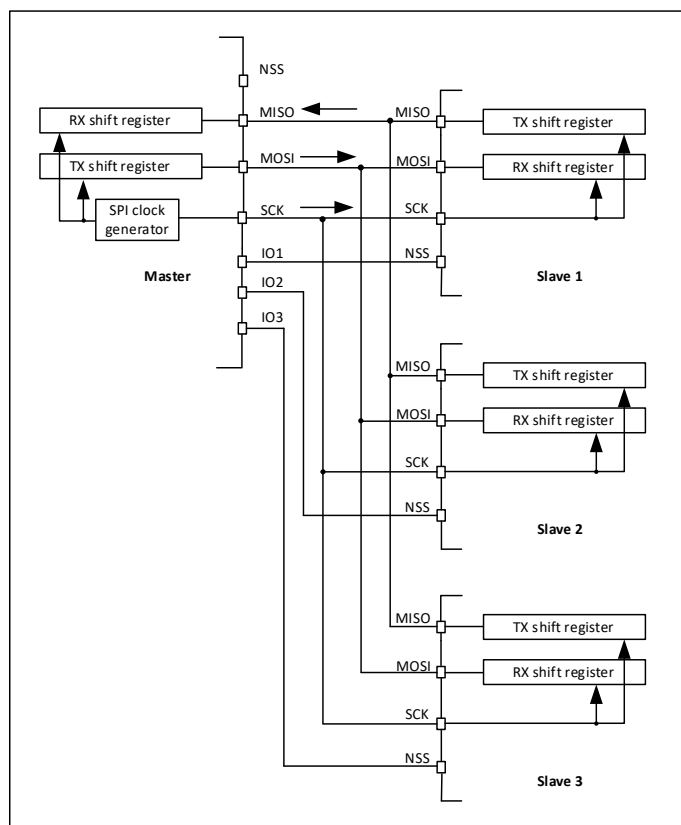 NSS
RX shift register
MISO
MISO
TX shift register
TX shift register
MOSI
MOSI
RX shift register
SPI clock
generator
SCK
SCK
IO1
NSS
Master
Slave 1
IO2
IO3
MISO
TX shift register
MOSI
RX shift register
SCK
NSS
Slave 2
MISO
TX shift register
MOSI
RX shift register
SCK
NSS
Slave 3